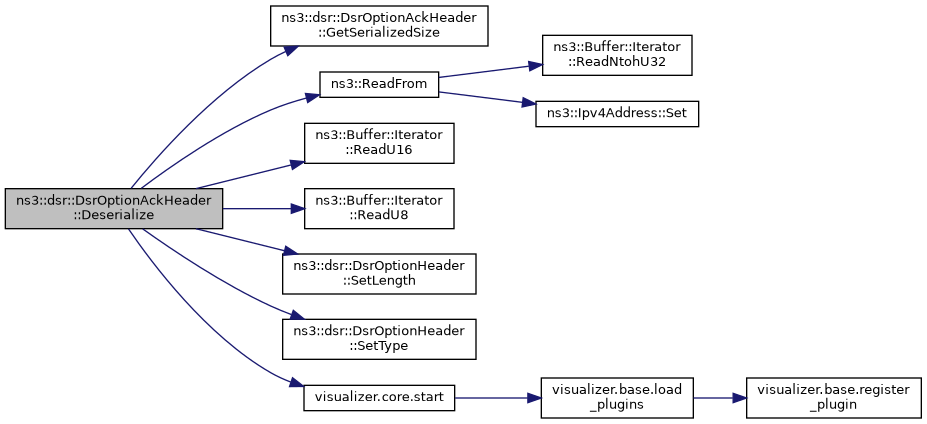 ns3::dsr::DsrOptionAckHeader
::Deserialize
ns3::dsr::DsrOptionAckHeader
::GetSerializedSize
ns3::ReadFrom
ns3::Buffer::Iterator
::ReadNtohU32
ns3::Ipv4Address::Set
ns3::Buffer::Iterator
::ReadU16
ns3::Buffer::Iterator
::ReadU8
ns3::dsr::DsrOptionHeader
::SetLength
ns3::dsr::DsrOptionHeader
::SetType
visualizer.core.start
visualizer.base.load
_plugins
visualizer.base.register
_plugin